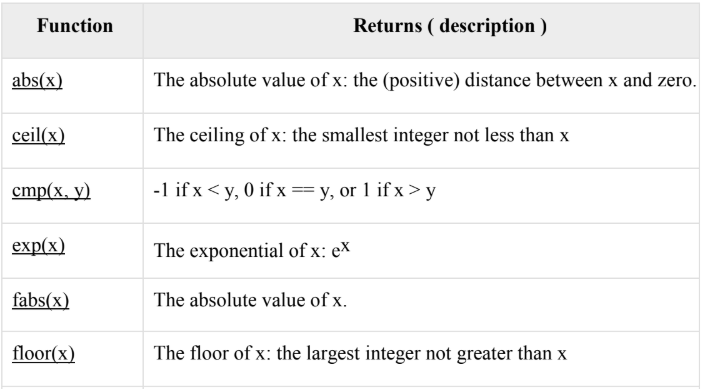 Function Returns ( description )
abs(x) The absolute value of x: the (positive) distance between x and zero.
ceil(x) The ceiling of x: the smallest integer not less than x
cmp(x, y) -1 if x < y, 0 if x == y, or 1 if x > y
exp(x) The exponential of x: eˣ
fabs(x) The absolute value of x.
floor(x) The floor of x: the largest integer not greater than x